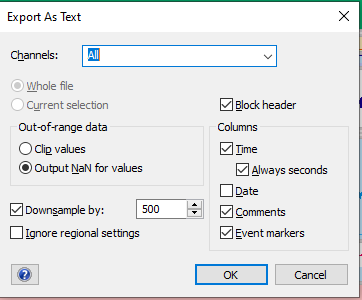 Export As Text
Channels: All
Whole file
Current selection
Block header
Out-of-range data
Clip values
Output NaN for values
Columns
Time
Always seconds
Date
Comments
Event markers
Downsample by: 500
Ignore regional settings
OK
Cancel